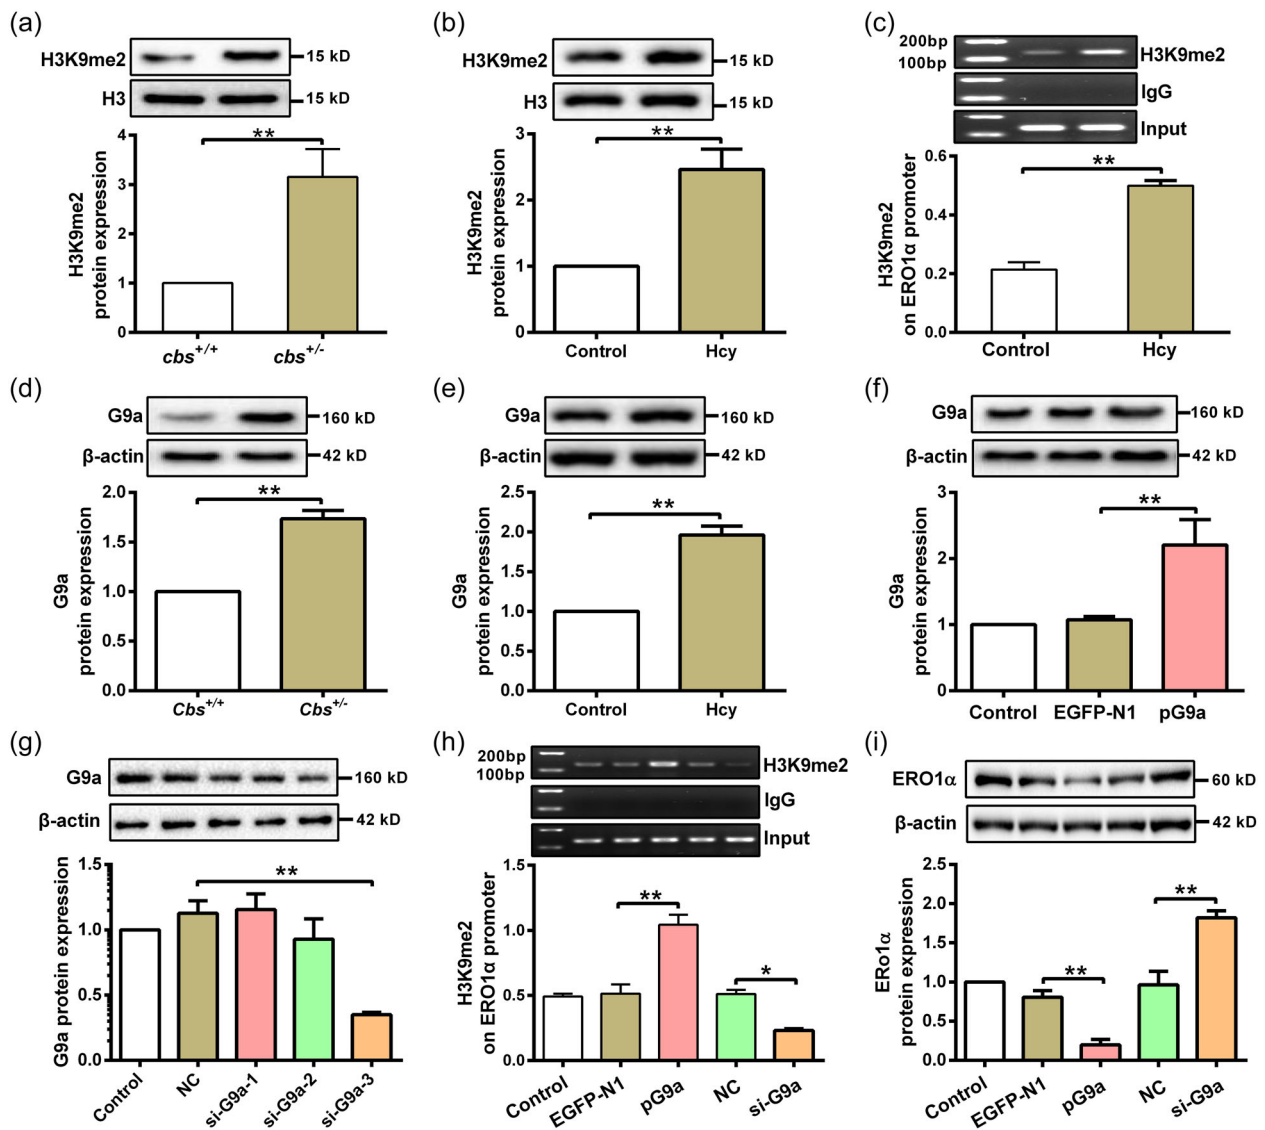 (a)
H3K9me2
15 kD
H3
15 kD
4
3
2
1
0
H3K9me2
protein expression
**
cbs+/+
cbs+/-
(b)
H3K9me2
15 kD
H3
15 kD
3
2
1
0
H3K9me2
protein expression
**
Control
Hcy
(c)
200bp
100bp
H3K9me2
IgG
Input
0.6
0.4
0.2
0.0
H3K9me2
on ERO1α promoter
**
Control
Hcy
(d)
G9a
160 kD
β-actin
42 kD
2.0
1.5
1.0
0.5
0.0
G9a
protein expression
**
Cbs+/+
Cbs+/-
(e)
G9a
160 kD
β-actin
42 kD
2.5
2.0
1.5
1.0
0.5
0.0
G9a
protein expression
**
Control
Hcy
(f)
G9a
160 kD
β-actin
42 kD
3
2
1
0
G9a
protein expression
**
Control
EGFP-N1
pG9a
(g)
G9a
160 kD
β-actin
42 kD
1.5
1.0
0.5
0.0
G9a protein expression
**
Control
NC
si-G9a-1
si-G9a-2
si-G9a-3
(h)
200bp
100bp
H3K9me2
IgG
Input
1.5
1.0
0.5
0.0
H3K9me2
on ERO1α promoter
**
*
Control
EGFP-N1
pG9a
NC
si-G9a
(i)
ERO1α
60 kD
β-actin
42 kD
2.5
2.0
1.5
1.0
0.5
0.0
ERo1α
protein expression
**
**
Control
EGFP-N1
pG9a
NC
si-G9a